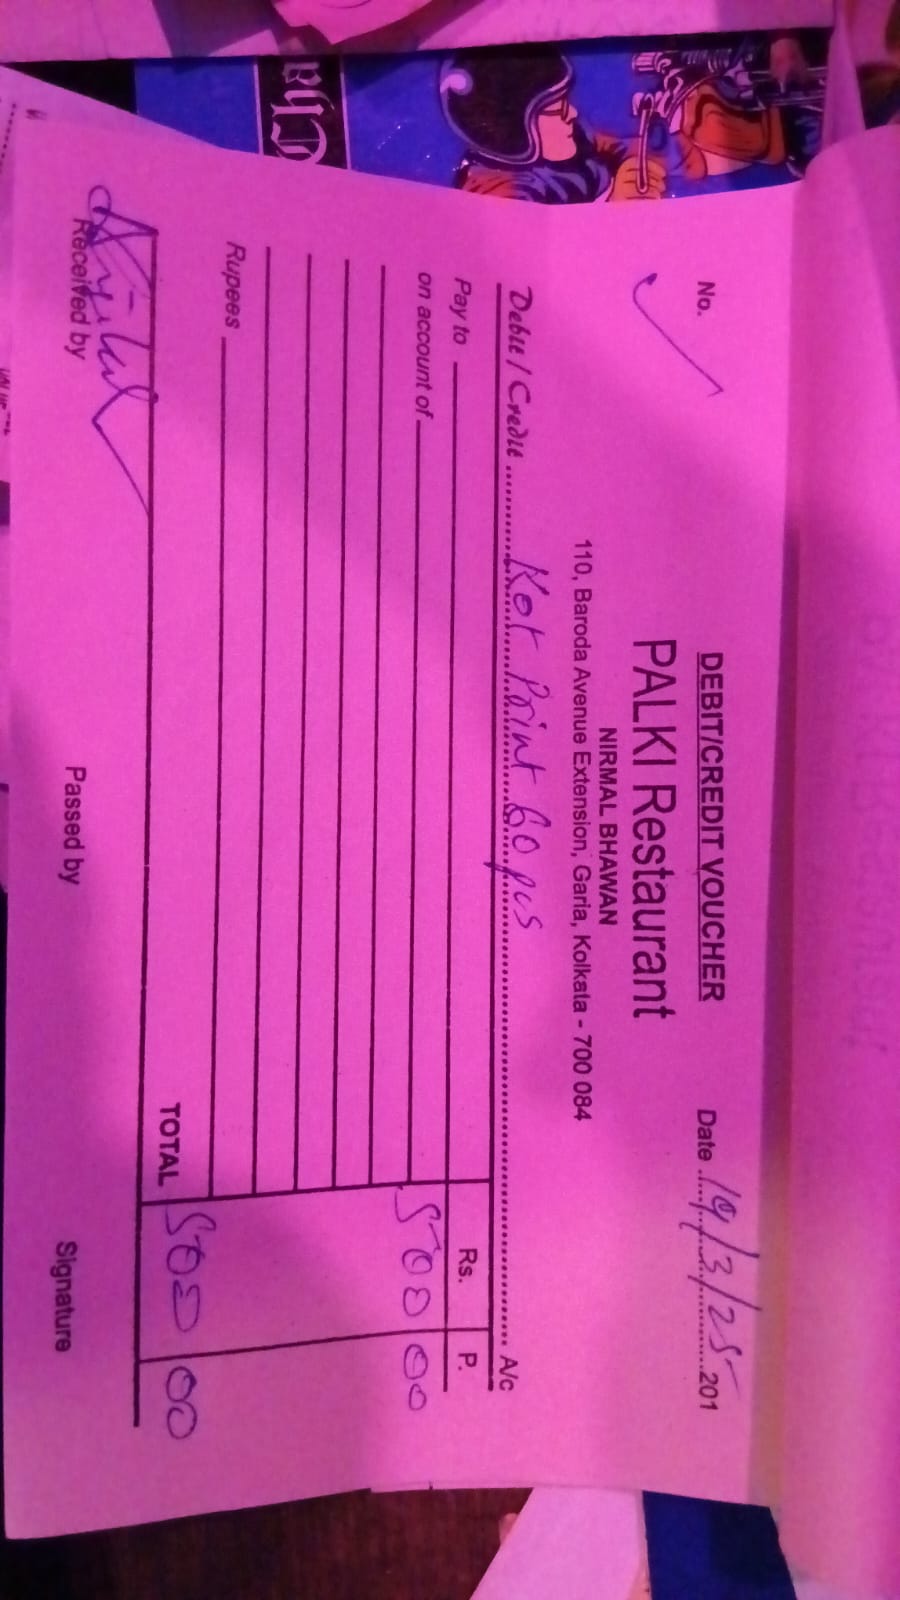 DEBIT/CREDIT VOUCHER
No.
Date 19/3/25 201
PALKI Restaurant
NIRMAL BHAWAN
110, Baroda Avenue Extension, Garia, Kolkata - 700 084
Debit / Credit Kot Print 60 pcs A/c
Pay to Rs. P.
on account of 500 00
Rupees
TOTAL 500 00
Received by Passed by Signature